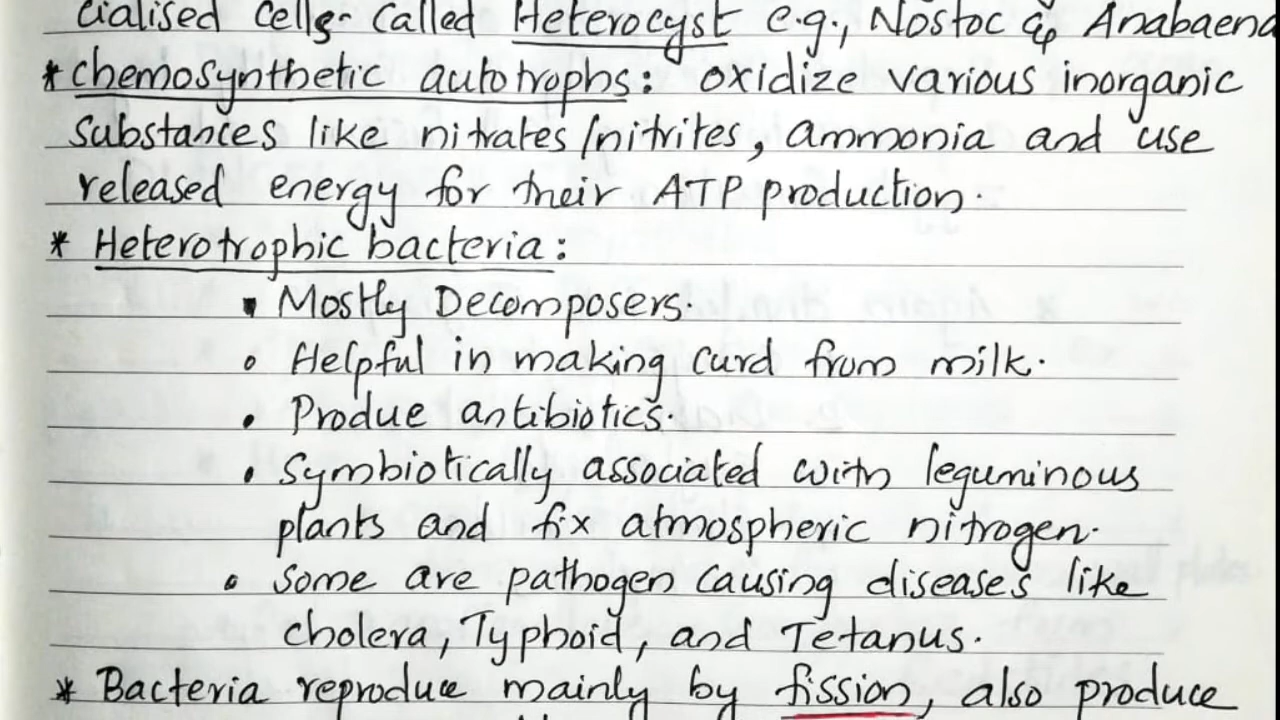 cialised cells called Heterocyst e.g., Nostoc & Anabaena
* chemosynthetic autotrophs: oxidize various inorganic
substances like nitrates/nitrites, ammonia and use
released energy for their ATP production.
* Heterotrophic bacteria:
▪ Mostly Decomposers.
∘ Helpful in making curd from milk.
• Produe antibiotics.
• Symbiotically associated with leguminous
plants and fix atmospheric nitrogen.
• Some are pathogen causing diseases like
cholera, Typhoid, and Tetanus.
* Bacteria reproduce mainly by fission, also produce